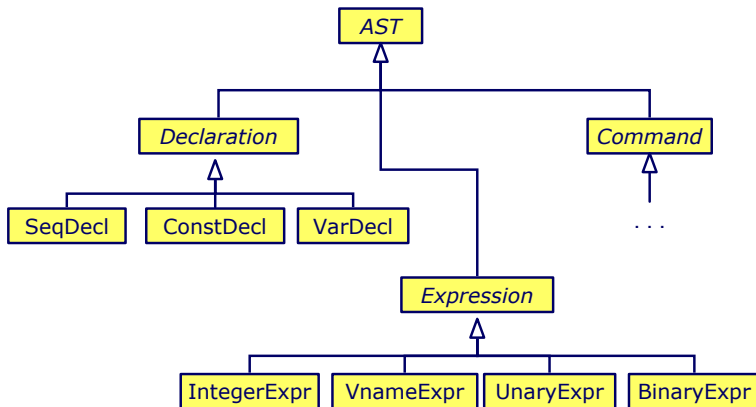 AST
Declaration
Command
SeqDecl
ConstDecl
VarDecl
. . .
Expression
IntegerExpr
VnameExpr
UnaryExpr
BinaryExpr